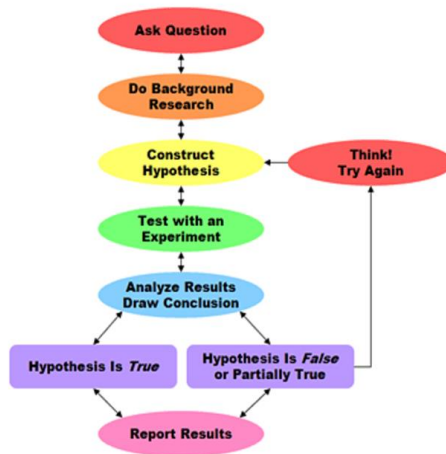 Ask Question
Do Background
Research
Construct
Hypothesis
Think!
Try Again
Test with an
Experiment
Analyze Results
Draw Conclusion
Hypothesis Is True
Hypothesis Is False
or Partially True
Report Results